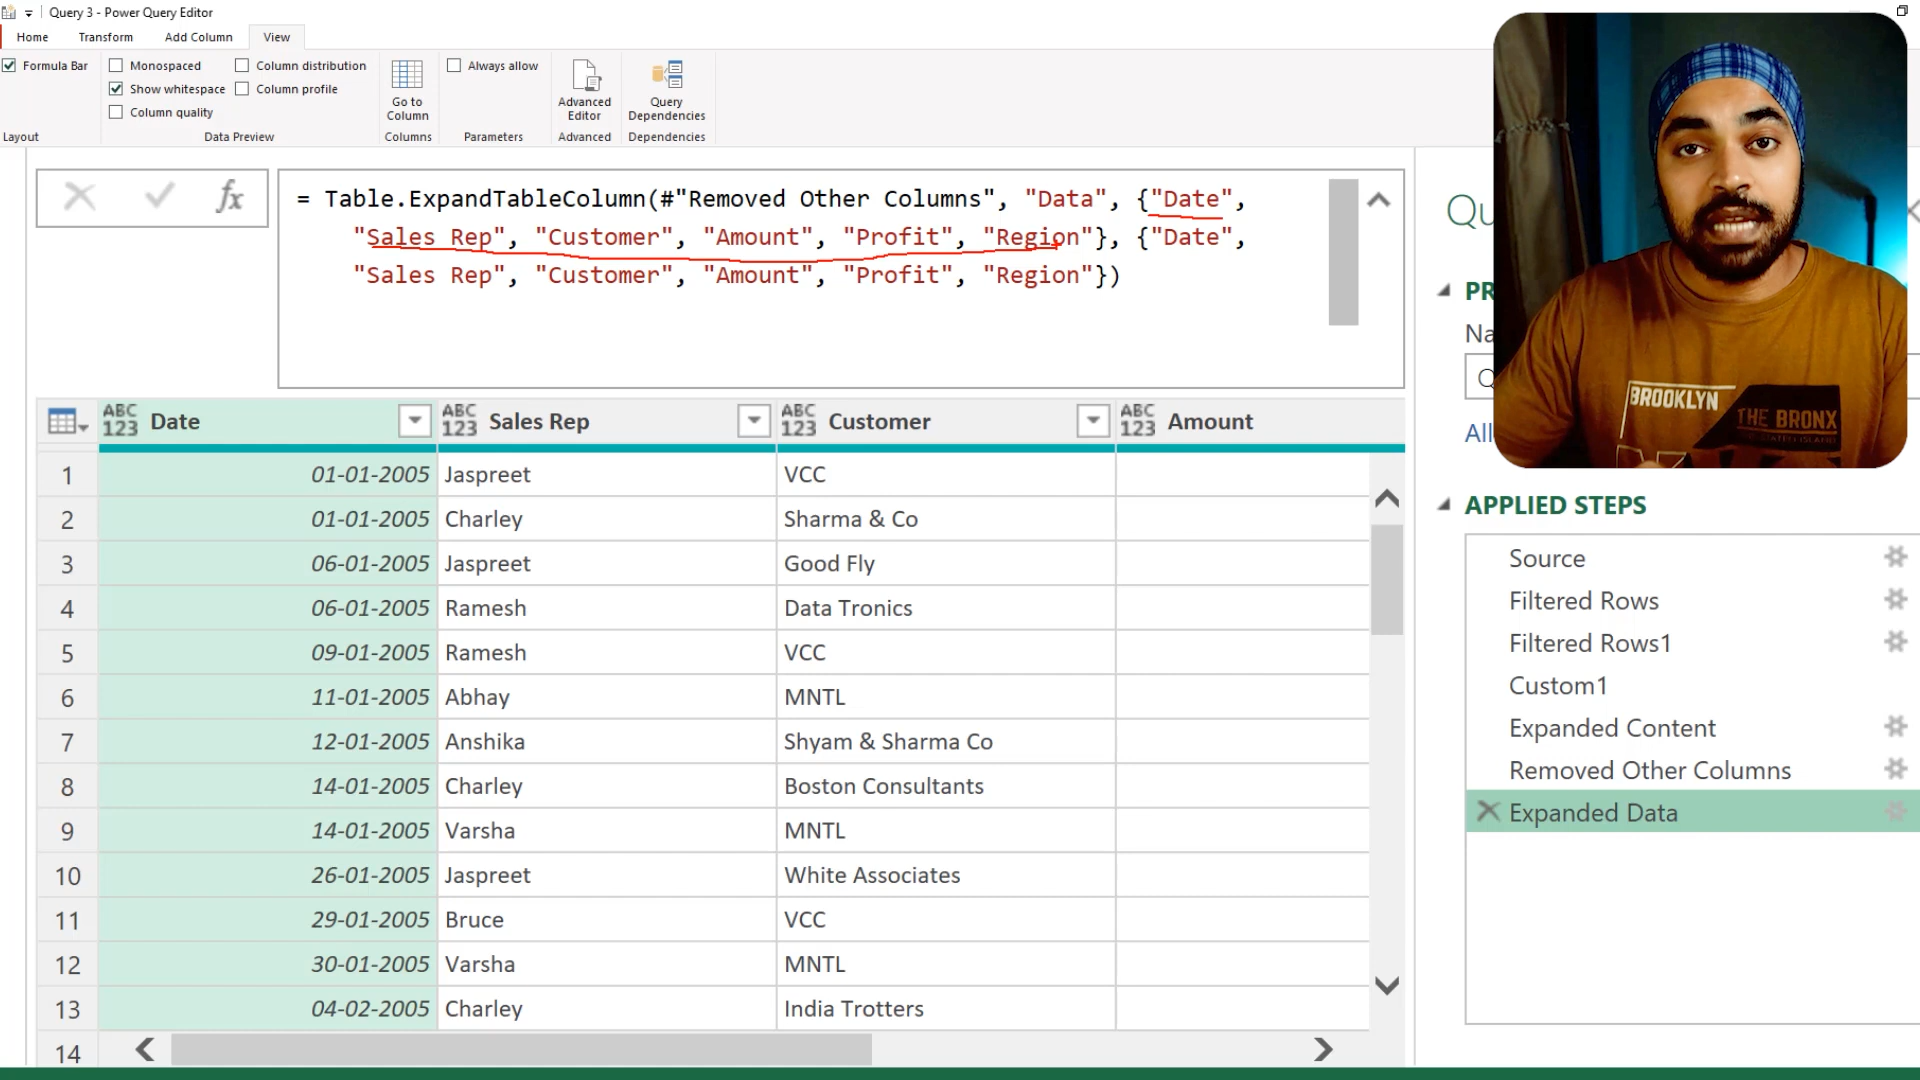 Query 3 - Power Query Editor
Home Transform Add Column View
Formula Bar
Monospaced
Show whitespace
Column quality
Column distribution
Column profile
Go to
Column
Always allow
Advanced
Editor
Query
Dependencies
Layout
Data Preview
Columns
Parameters
Advanced
Dependencies
fx
= Table.ExpandTableColumn(#"Removed Other Columns", "Data", {"Date",
"Sales Rep", "Customer", "Amount", "Profit", "Region"}, {"Date",
"Sales Rep", "Customer", "Amount", "Profit", "Region"})
ABC 123 Date ABC 123 Sales Rep ABC 123 Customer ABC 123 Amount
1 01-01-2005 Jaspreet VCC
2 01-01-2005 Charley Sharma & Co
3 06-01-2005 Jaspreet Good Fly
4 06-01-2005 Ramesh Data Tronics
5 09-01-2005 Ramesh VCC
6 11-01-2005 Abhay MNTL
7 12-01-2005 Anshika Shyam & Sharma Co
8 14-01-2005 Charley Boston Consultants
9 14-01-2005 Varsha MNTL
10 26-01-2005 Jaspreet White Associates
11 29-01-2005 Bruce VCC
12 30-01-2005 Varsha MNTL
13 04-02-2005 Charley India Trotters
14
Qu
PR
Na
Q
All
BROOKLYN
THE BRONX
APPLIED STEPS
Source
Filtered Rows
Filtered Rows1
Custom1
Expanded Content
Removed Other Columns
Expanded Data